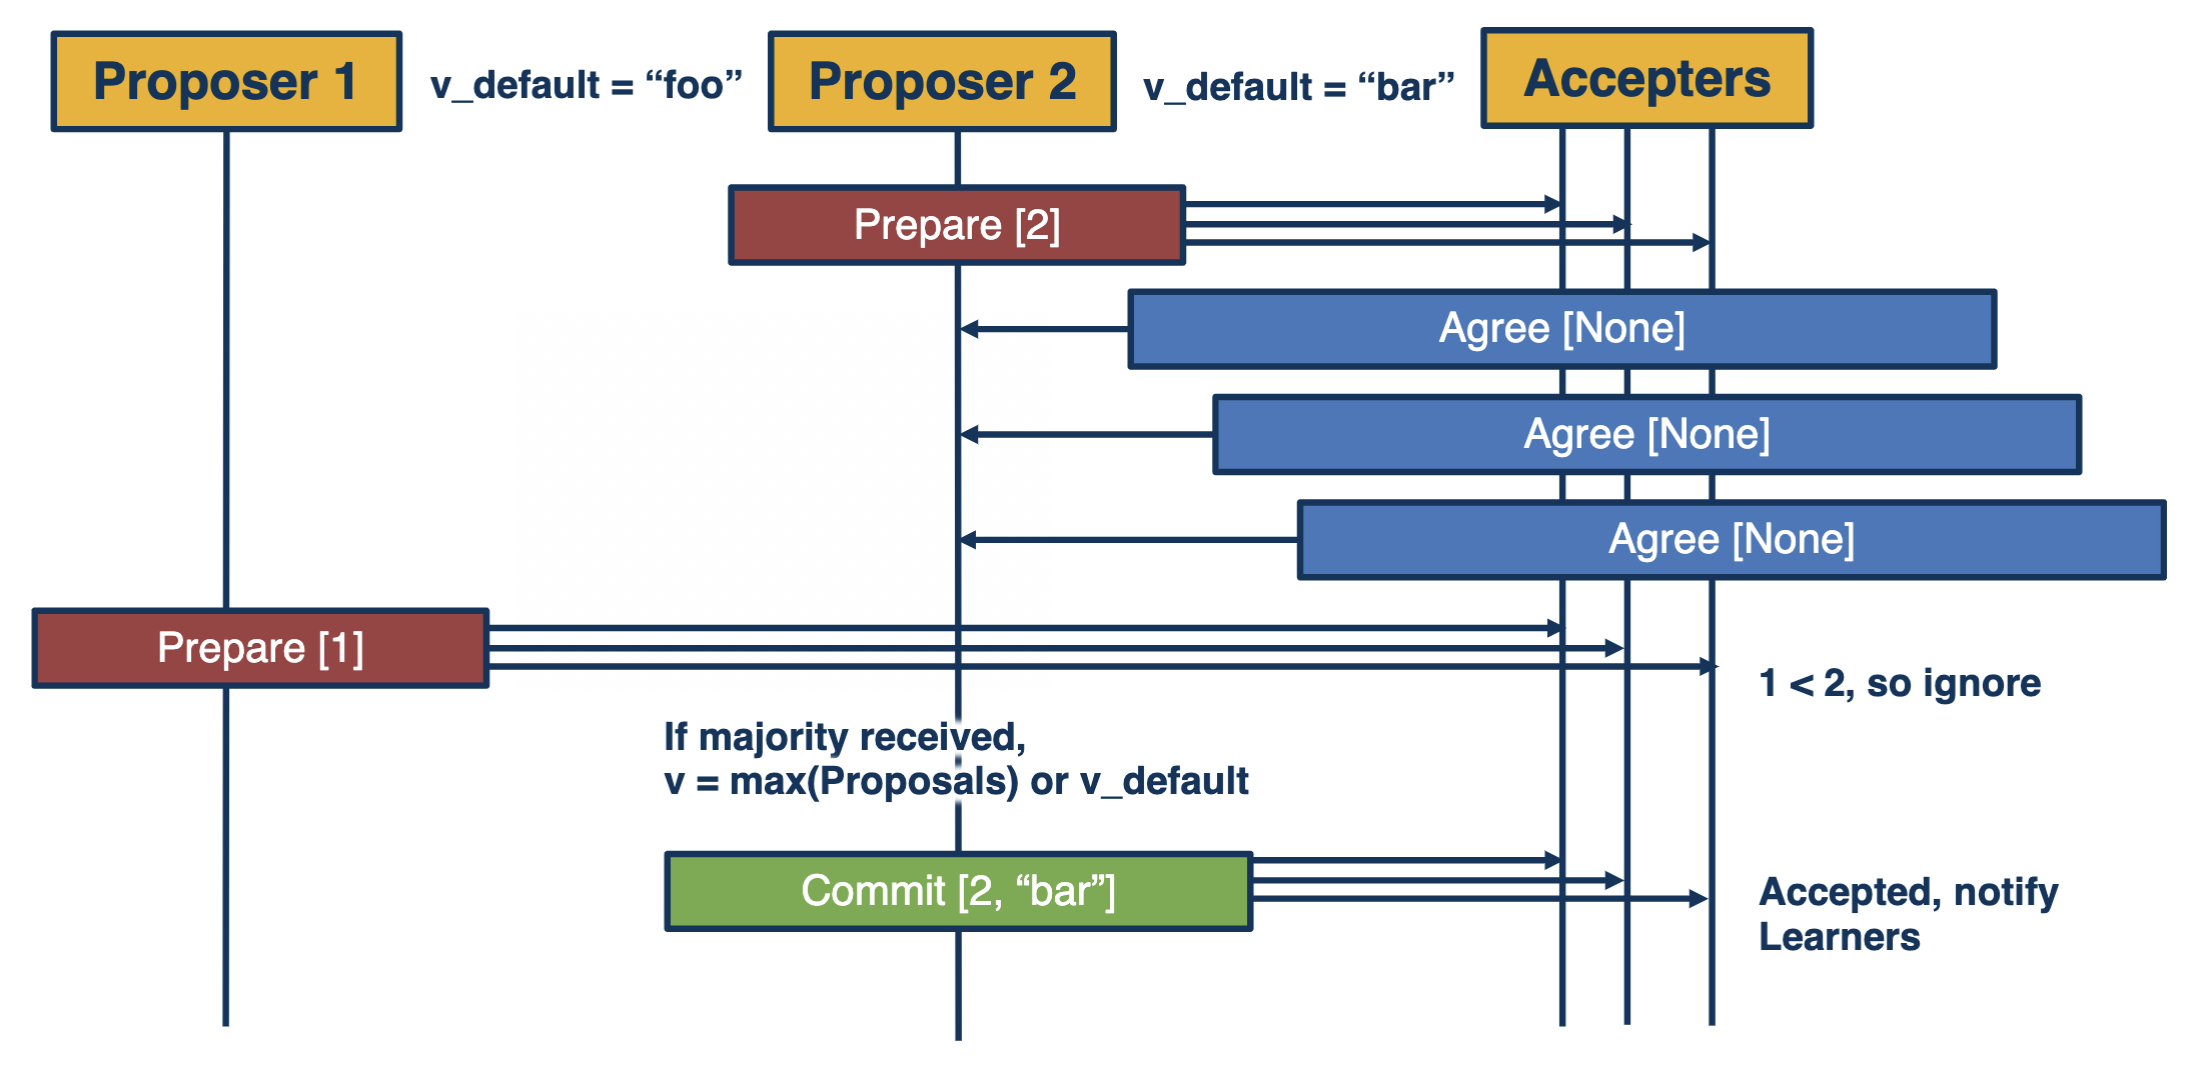 Proposer 1
v_default = “foo”
Proposer 2
v_default = “bar”
Accepters
Prepare [2]
Agree [None]
Agree [None]
Agree [None]
Prepare [1]
1 < 2, so ignore
If majority received,
v = max(Proposals) or v_default
Commit [2, “bar”]
Accepted, notify
Learners